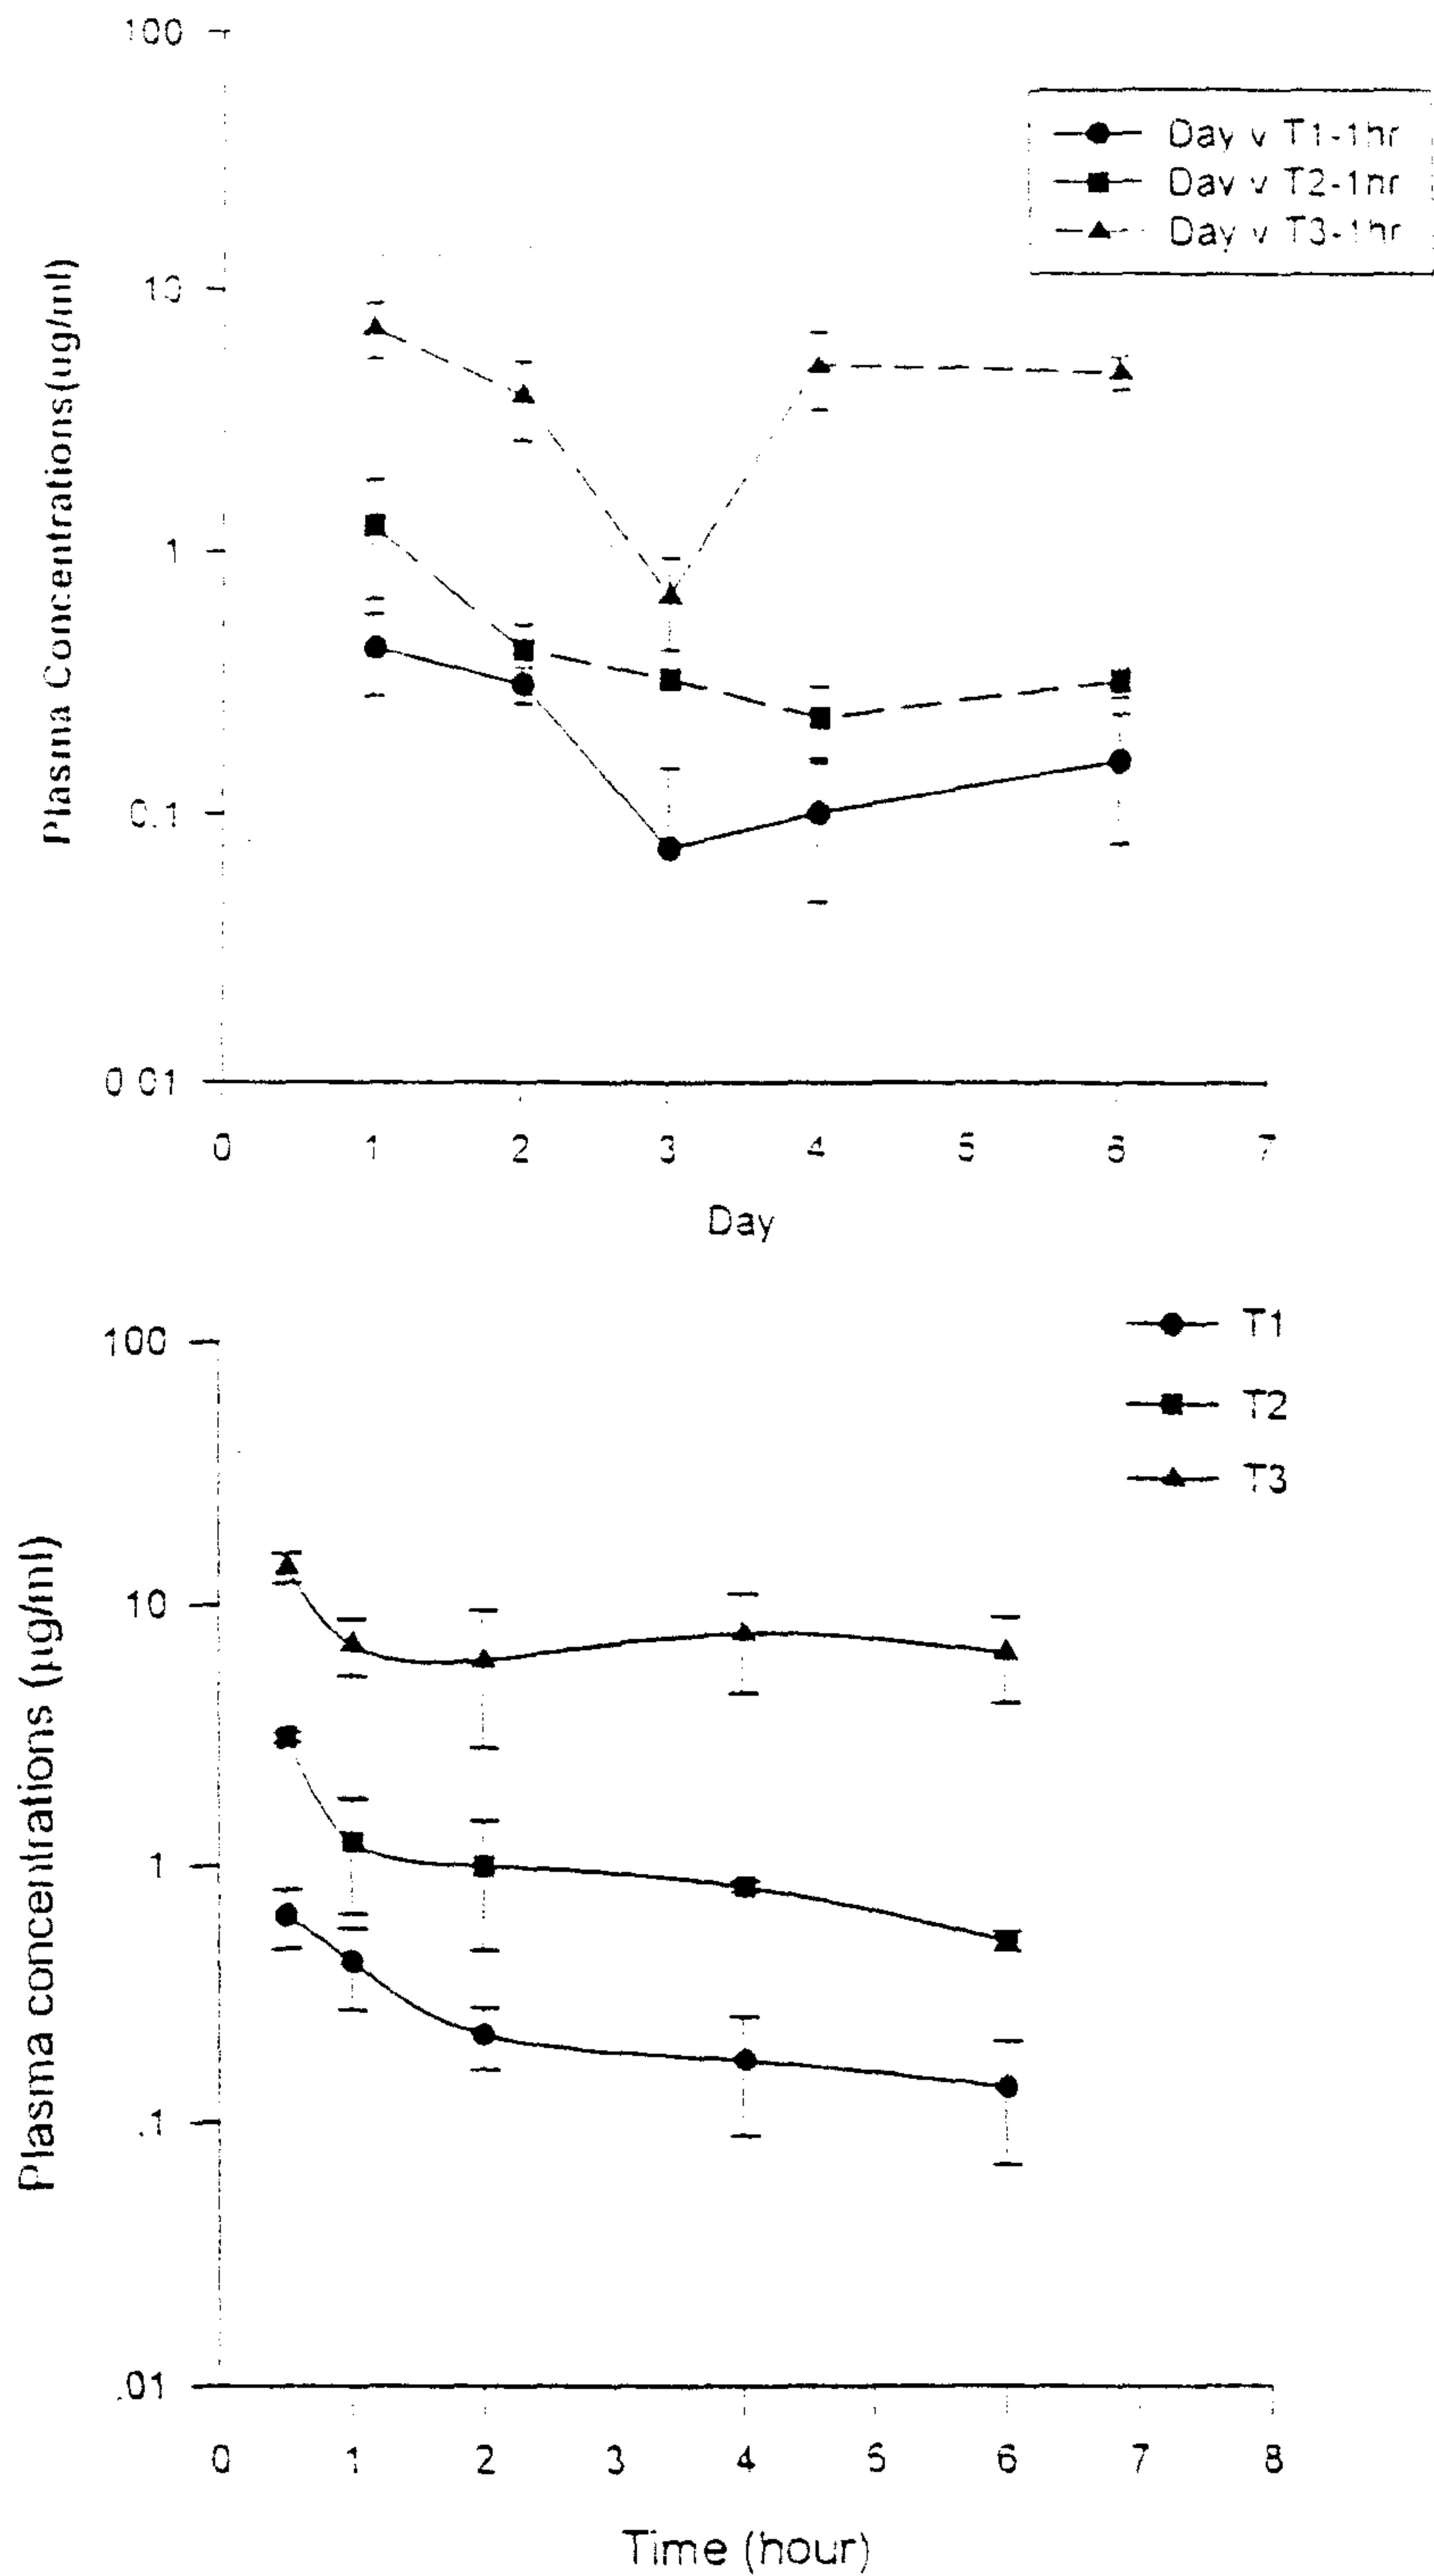 100
Day v T1-1hr
Day v T2-1hr
Day v T3-1hr
10
Plasma Concentrations(ug/ml)
1
0.1
0.01
0 1 2 3 4 5 6 7
Day
T1
100
T2
T3
10
Plasma concentrations (µg/ml)
1
.1
.01
0 1 2 3 4 5 6 7 8
Time (hour)